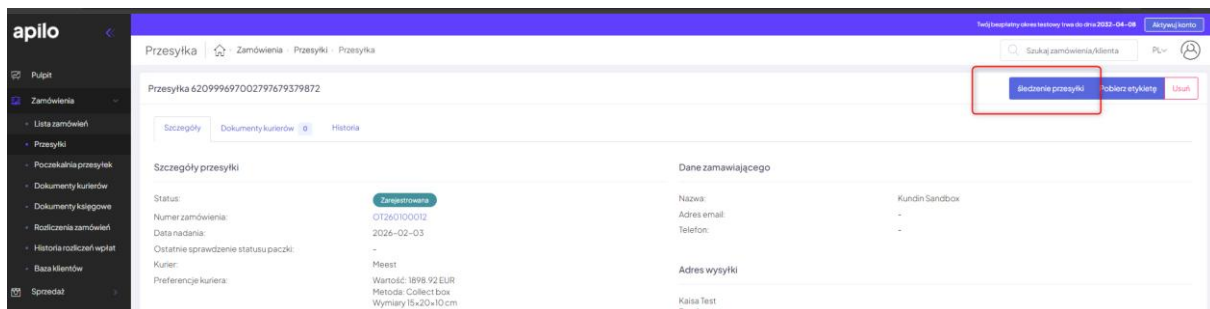 apilo
Twój bezpłatny okres testowy trwa do dnia 2032-04-08 Aktywuj konto
Przesyłka Zamówienia Przesyłki Przesyłka Szukaj zamówienia/klienta PL
Pulpit
Zamówienia
Lista zamówień
Przesyłki
Poczekalnia przesyłek
Dokumenty kurierów
Dokumenty księgowe
Rozliczenia zamówień
Historia rozliczeń wpłat
Baza klientów
Sprzedaż
Przesyłka 620999697002797679379872 śledzenie przesyłki Pobierz etykietę Usuń
Szczegóły Dokumenty kurierów 0 Historia
Szczegóły przesyłki
Status: Zarejestrowana
Numer zamówienia: OT260100012
Data nadania: 2026-02-03
Ostatnie sprawdzenie statusu paczki: -
Kurier: Meest
Preferencje kuriera: Wartość: 1898.92 EUR
Metoda: Collect box
Wymiary 15x20x10 cm
Dane zamawiającego
Nazwa: Kundin Sandbox
Adres email: -
Telefon: -
Adres wysyłki
Kaisa Test